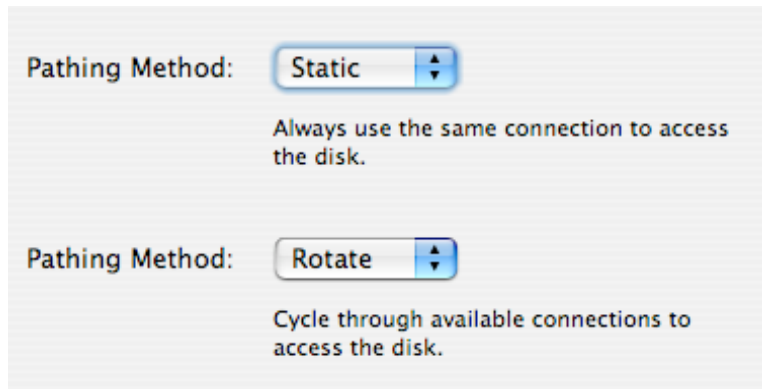 Pathing Method: Static
Always use the same connection to access
the disk.
Pathing Method: Rotate
Cycle through available connections to
access the disk.